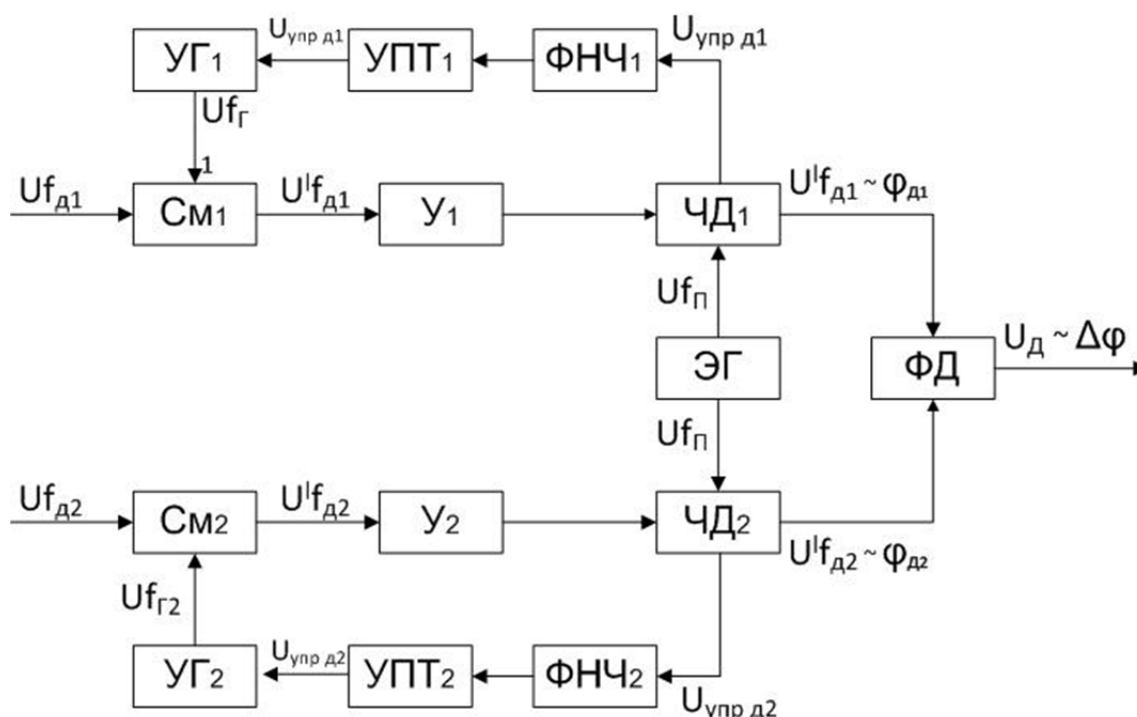 УГ1
Uупр д1
УПТ1
ФНЧ1
Uупр д1
UfГ
1
Ufд1
См1
UIfд1
У1
ЧД1
UIfд1 ~ φд1
UfП
ЭГ
ФД
UД ~ Δφ
UfП
Ufд2
См2
UIfд2
У2
ЧД2
UIfд2 ~ φд2
UfГ2
УГ2
Uупр д2
УПТ2
ФНЧ2
Uупр д2